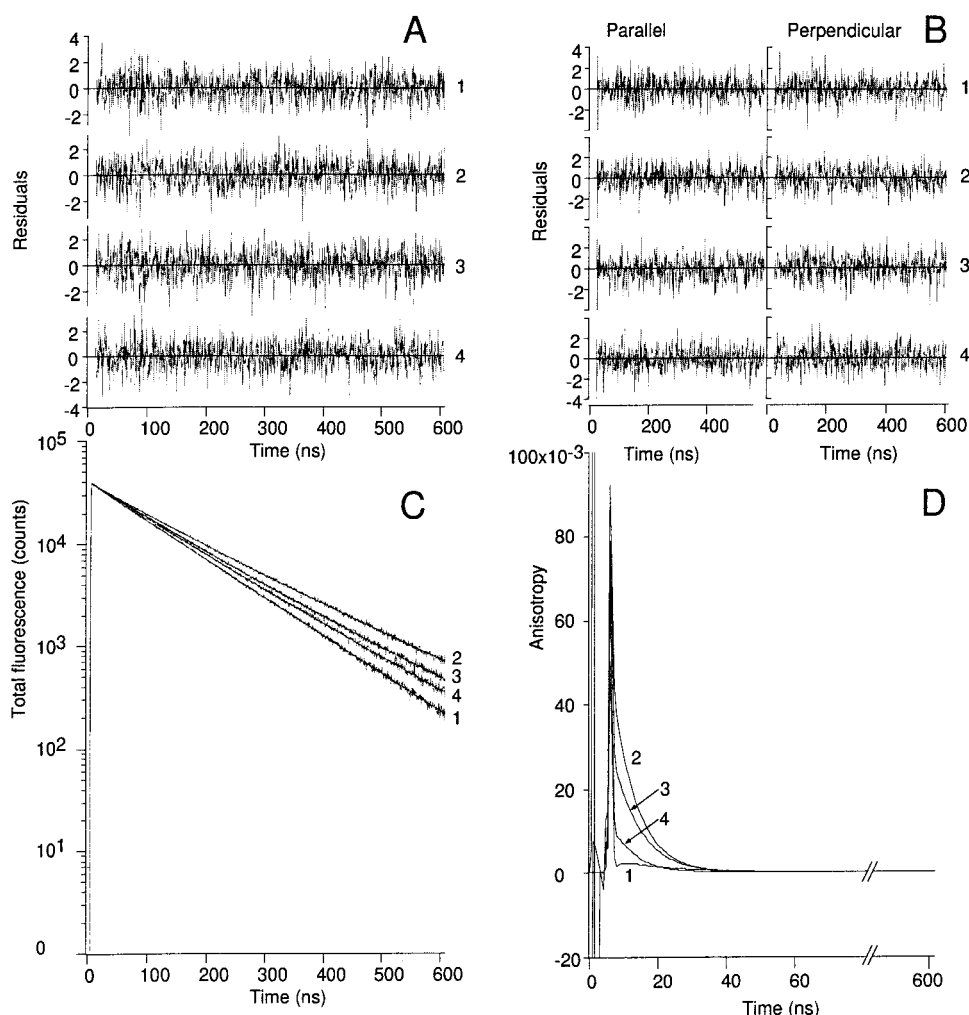 A
4
2
0
-2
1
2
0
-2
2
2
0
-2
3
2
0
-2
-4
4
Residuals
0 100 200 300 400 500 600
Time (ns)
Parallel
Perpendicular
B
4
2
0
-2
1
2
0
-2
2
2
0
-2
3
2
0
-2
-4
4
Residuals
0 200 400
Time (ns)
0 200 400 600
Time (ns)
C
10^5
10^4
10^3
10^2
10^1
0
Total fluorescence (counts)
2
3
4
1
0 100 200 300 400 500 600
Time (ns)
D
100x10^-3
80
60
40
20
0
-20
Anisotropy
2
3
4
1
0 20 40 60 600
Time (ns)